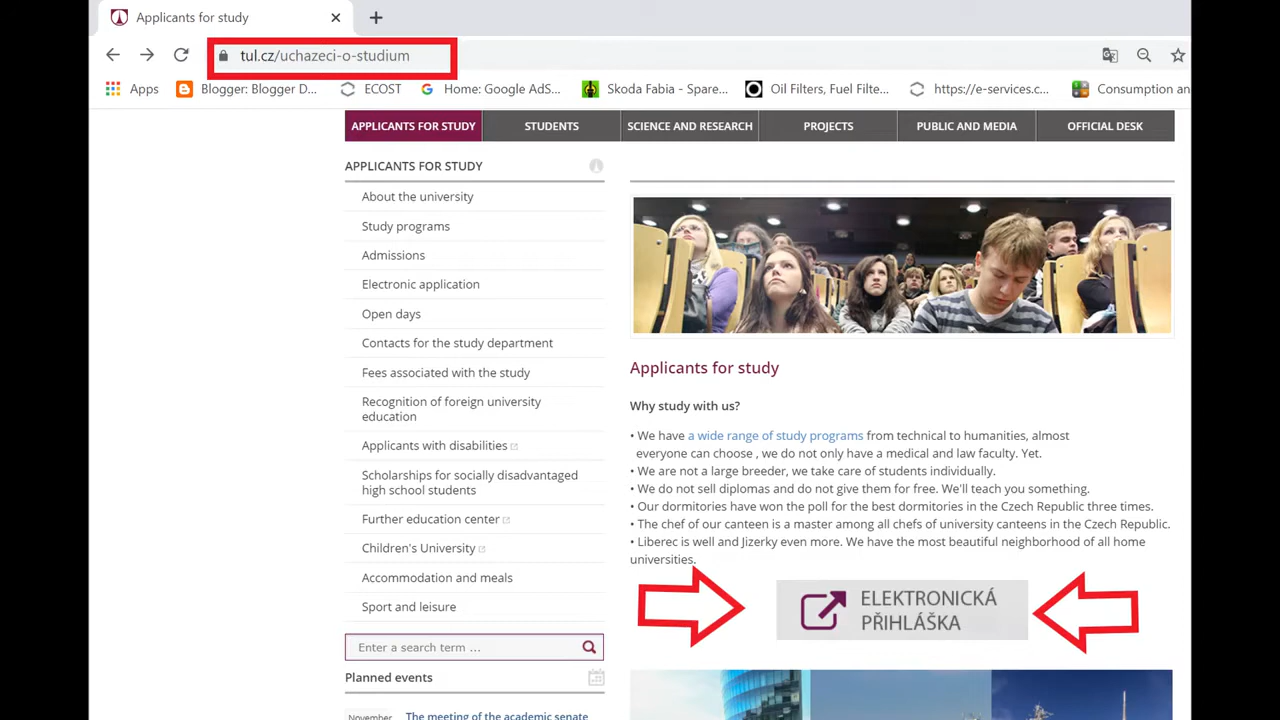 Applicants for study
tul.cz/uchazeci-o-studium
Apps Blogger: Blogger D... ECOST Home: Google AdS... Skoda Fabia - Spare... Oil Filters, Fuel Filte... https://e-services.c... Consumption an
APPLICANTS FOR STUDY STUDENTS SCIENCE AND RESEARCH PROJECTS PUBLIC AND MEDIA OFFICIAL DESK
APPLICANTS FOR STUDY
About the university
Study programs
Admissions
Electronic application
Open days
Contacts for the study department
Fees associated with the study
Recognition of foreign university
education
Applicants with disabilities
Scholarships for socially disadvantaged
high school students
Further education center
Children's University
Accommodation and meals
Sport and leisure
Enter a search term ...
Planned events
November
The meeting of the academic senate
Applicants for study
Why study with us?
• We have a wide range of study programs from technical to humanities, almost
everyone can choose , we do not only have a medical and law faculty. Yet.
• We are not a large breeder, we take care of students individually.
• We do not sell diplomas and do not give them for free. We'll teach you something.
• Our dormitories have won the poll for the best dormitories in the Czech Republic three times.
• The chef of our canteen is a master among all chefs of university canteens in the Czech Republic.
• Liberec is well and Jizerky even more. We have the most beautiful neighborhood of all home
universities.
ELEKTRONICKÁ
PŘIHLÁŠKA